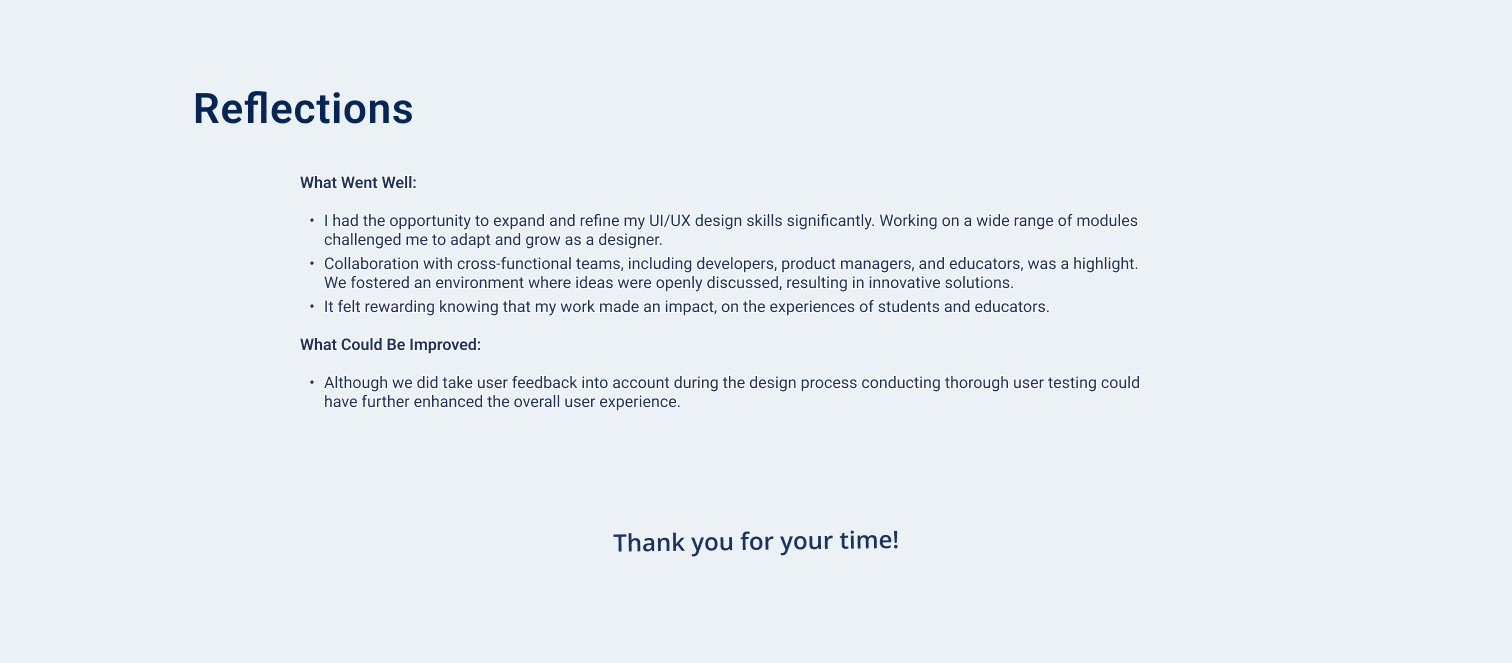 Reflections
What Went Well:
• I had the opportunity to expand and refine my UI/UX design skills significantly. Working on a wide range of modules
challenged me to adapt and grow as a designer.
• Collaboration with cross-functional teams, including developers, product managers, and educators, was a highlight.
We fostered an environment where ideas were openly discussed, resulting in innovative solutions.
• It felt rewarding knowing that my work made an impact, on the experiences of students and educators.
What Could Be Improved:
• Although we did take user feedback into account during the design process conducting thorough user testing could
have further enhanced the overall user experience.
Thank you for your time!